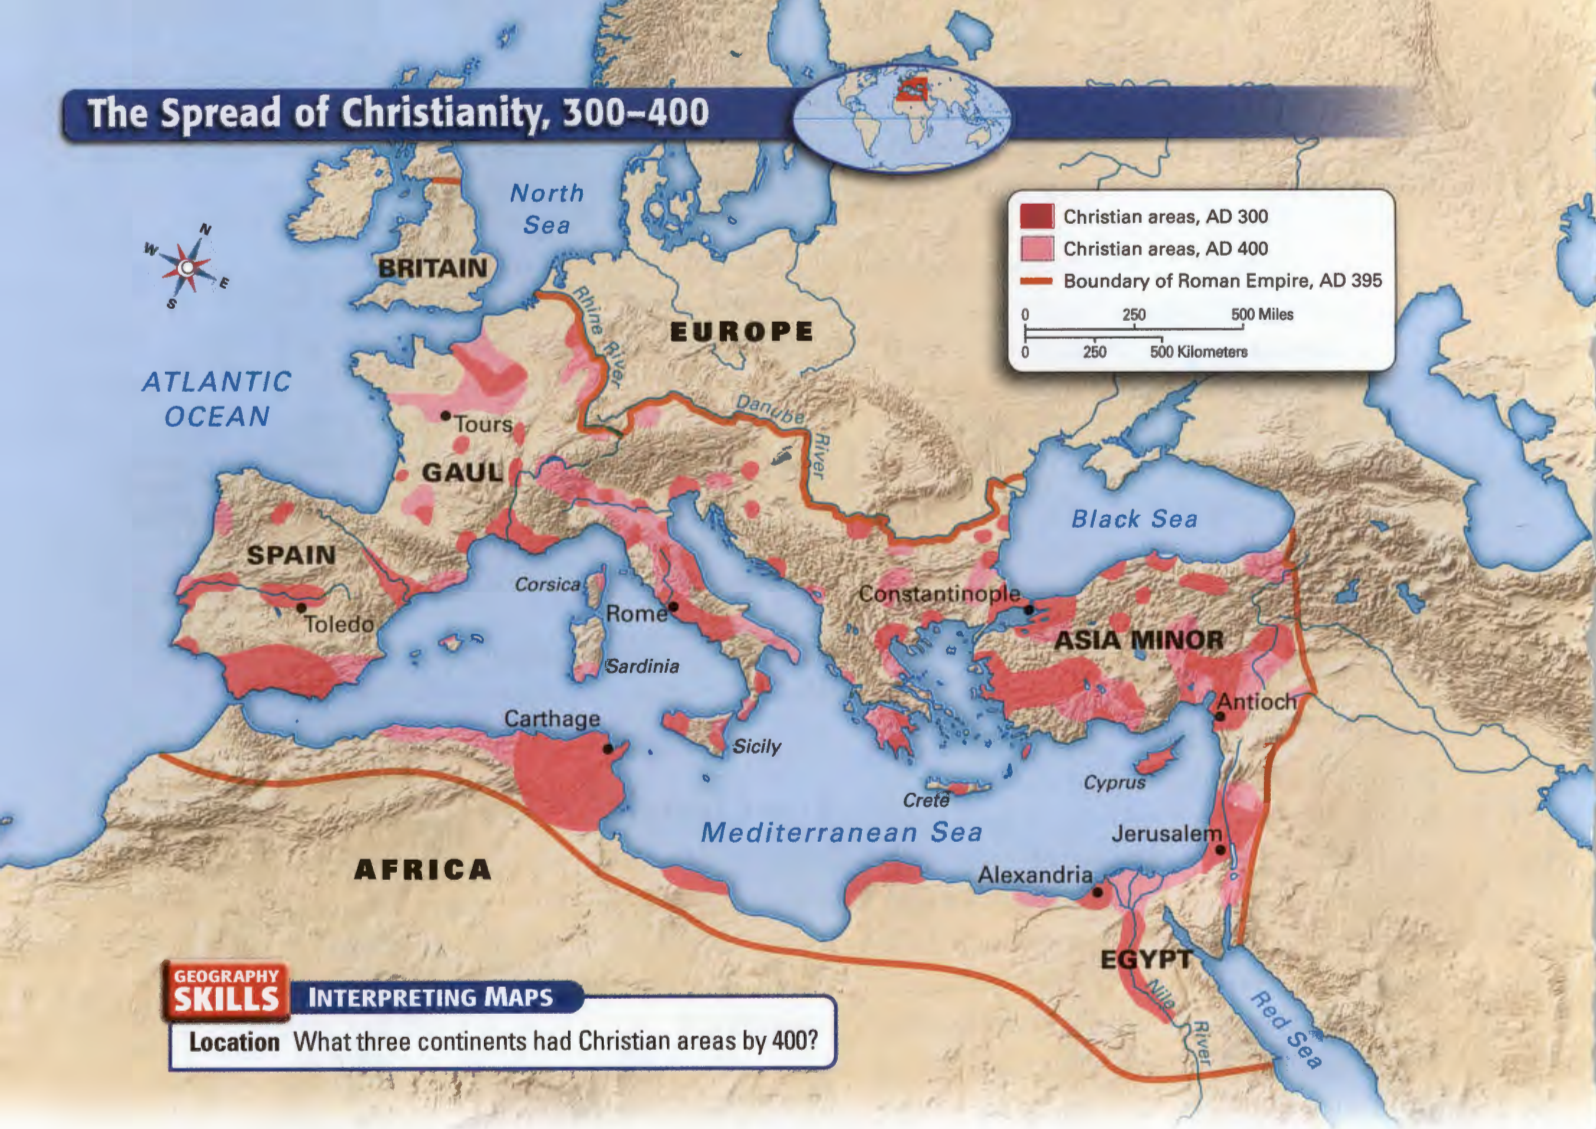 The Spread of Christianity, 300–400
North
Sea
N
W
E
S
BRITAIN
Christian areas, AD 300
Christian areas, AD 400
Boundary of Roman Empire, AD 395
0 250 500 Miles
0 250 500 Kilometers
Rhine River
EUROPE
ATLANTIC
OCEAN
Danube River
Tours
GAUL
Black Sea
SPAIN
Corsica
Constantinople
Rome
Toledo
ASIA MINOR
Sardinia
Antioch
Carthage
Sicily
Cyprus
Crete
Mediterranean Sea
Jerusalem
AFRICA
Alexandria
EGYPT
Nile River
Red Sea
GEOGRAPHY
SKILLS
INTERPRETING MAPS
Location What three continents had Christian areas by 400?